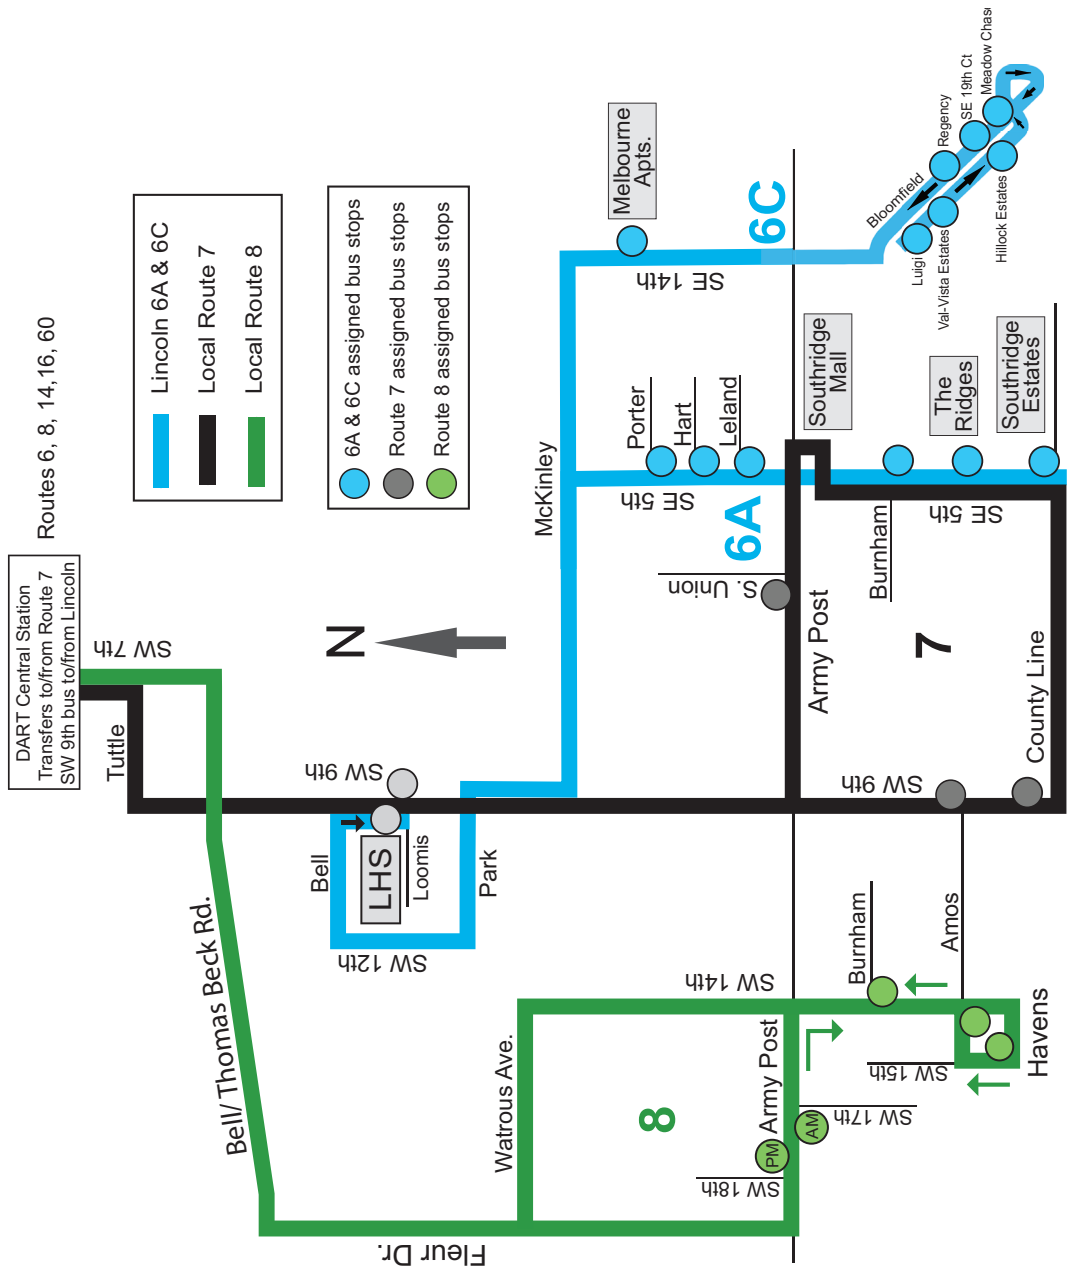 DART Central Station
Transfers to/from Route 7
SW 9th bus to/from Lincoln
Routes 6, 8, 14,16, 60
Lincoln 6A & 6C
Local Route 7
Local Route 8
6A & 6C assigned bus stops
Route 7 assigned bus stops
Route 8 assigned bus stops
N
SW 7th
Tuttle
SW 9th
Bell
LHS
Loomis
Park
SW 12th
Bell/ Thomas Beck Rd.
Fleur Dr.
Watrous Ave.
SW 14th
8
Army Post
PM
AM
SW 18th
SW 17th
SW 15th
Burnham
Amos
Havens
McKinley
Melbourne
Apts.
6C
SE 14th
Porter
Hart
Leland
SE 5th
6A
S. Union
Army Post
Southridge
Mall
Burnham
The
Ridges
Southridge
Estates
SE 5th
7
SW 9th
County Line
Bloomfield
Regency
SE 19th Ct
Meadow Chas
Luigi
Val-Vista Estates
Hillock Estates